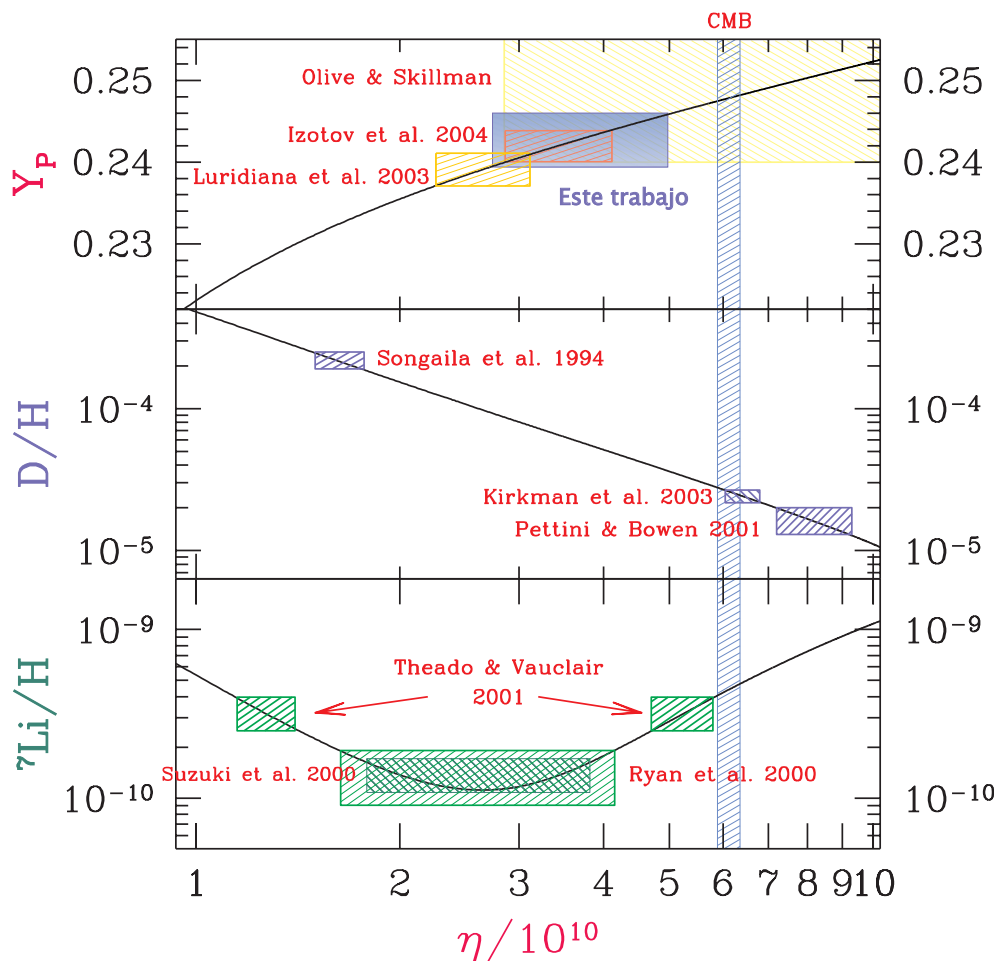 CMB
0.25
Olive & Skillman
0.25
Izotov et al. 2004
0.24
0.24
Luridiana et al. 2003
Y_P
Este trabajo
0.23
0.23
Songaila et al. 1994
10⁻⁴
10⁻⁴
D/H
Kirkman et al. 2003
Pettini & Bowen 2001
10⁻⁵
10⁻⁵
10⁻⁹
10⁻⁹
Theado & Vauclair
2001
⁷Li/H
Suzuki et al. 2000
Ryan et al. 2000
10⁻¹⁰
10⁻¹⁰
1 2 3 4 5 6 7 8 9 10
η/10¹⁰